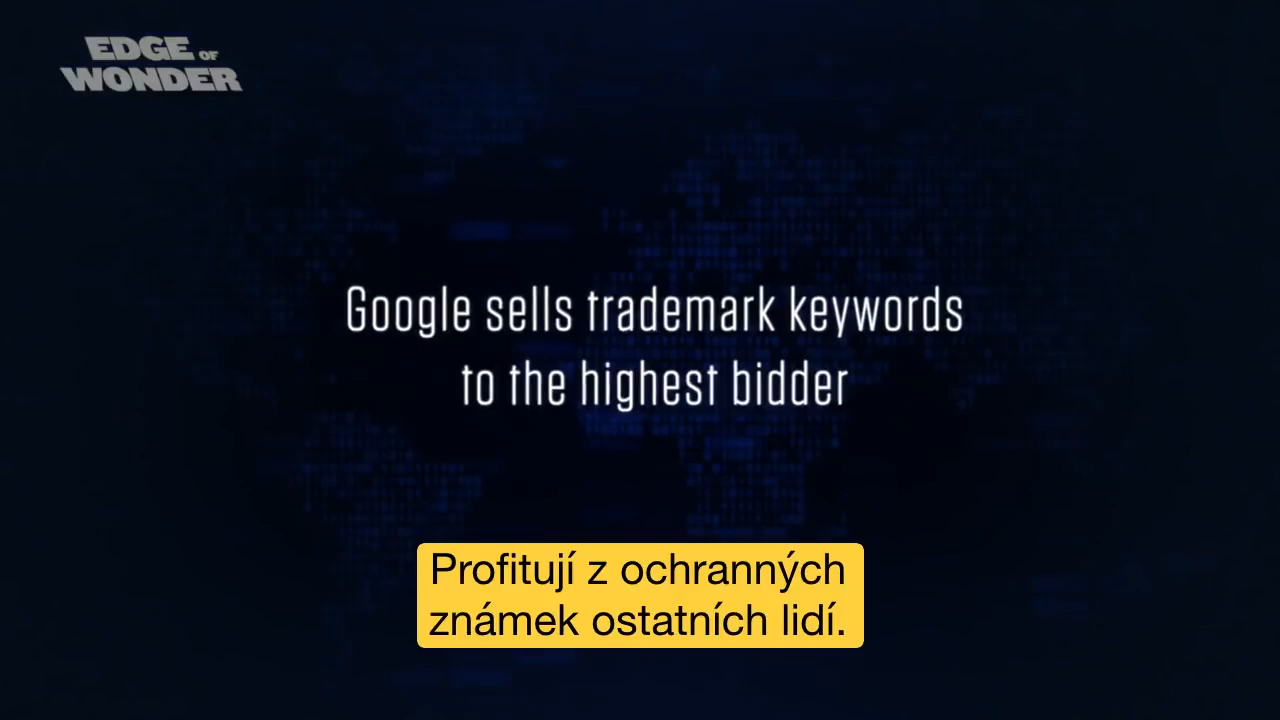 EDGE OF
WONDER
Google sells trademark keywords
to the highest bidder
Profitují z ochranných
známek ostatních lidí.